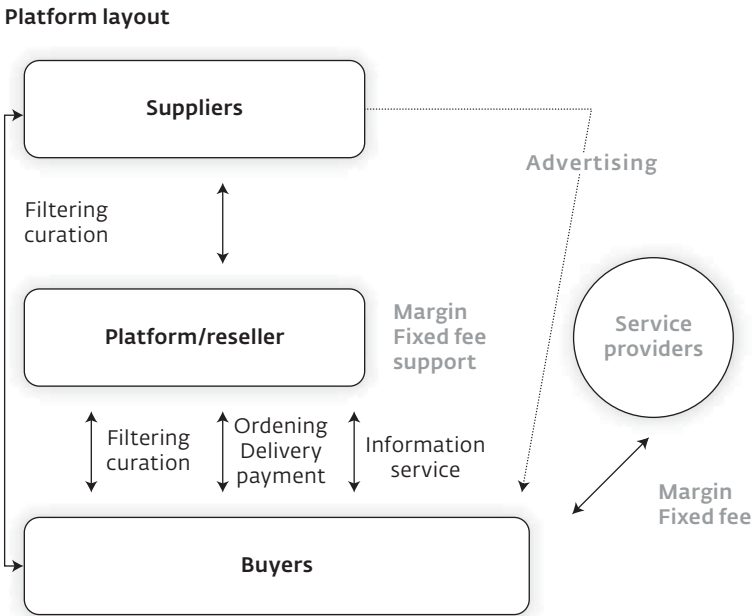 Platform layout
Suppliers
Advertising
Filtering
curation
Platform/reseller
Margin
Fixed fee
support
Service
providers
Filtering
curation
Ordening
Delivery
payment
Information
service
Margin
Fixed fee
Buyers